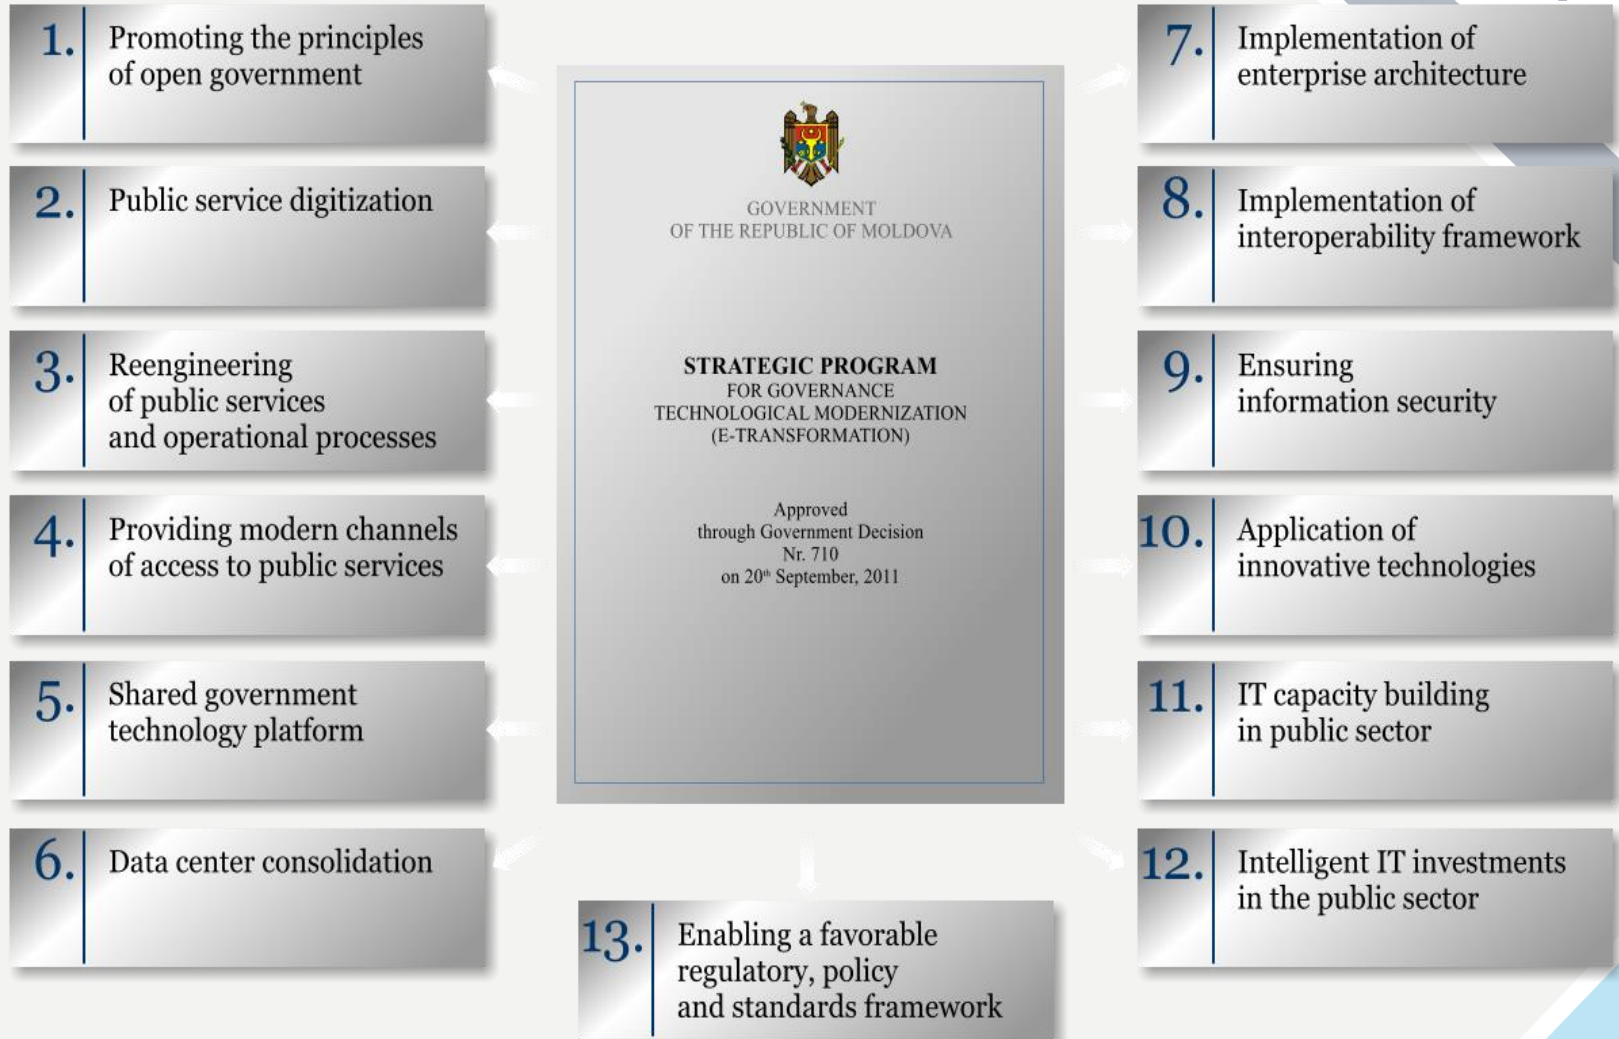 1. Promoting the principles
of open government
2. Public service digitization
3. Reengineering
of public services
and operational processes
4. Providing modern channels
of access to public services
5. Shared government
technology platform
6. Data center consolidation
GOVERNMENT
OF THE REPUBLIC OF MOLDOVA
STRATEGIC PROGRAM
FOR GOVERNANCE
TECHNOLOGICAL MODERNIZATION
(E-TRANSFORMATION)
Approved
through Government Decision
Nr. 710
on 20th September, 2011
7. Implementation of
enterprise architecture
8. Implementation of
interoperability framework
9. Ensuring
information security
10. Application of
innovative technologies
11. IT capacity building
in public sector
12. Intelligent IT investments
in the public sector
13. Enabling a favorable
regulatory, policy
and standards framework